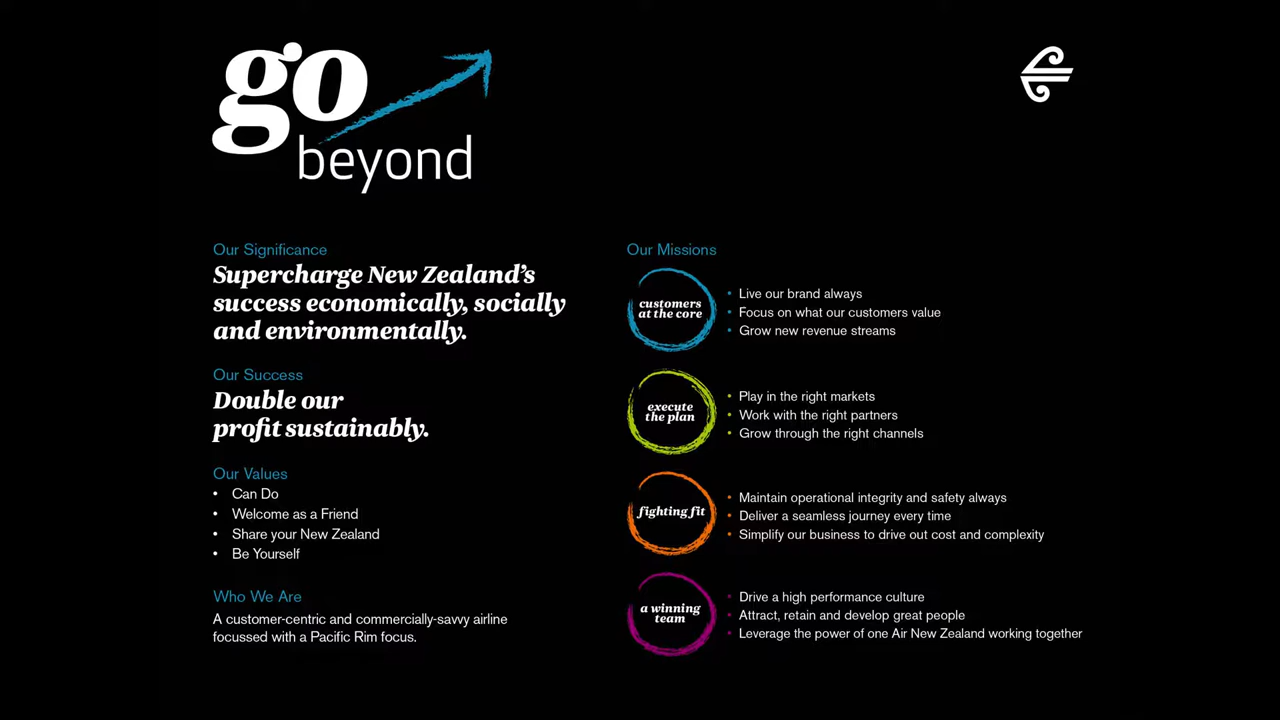 go
beyond
Our Significance
Supercharge New Zealand's
success economically, socially
and environmentally.
Our Success
Double our
profit sustainably.
Our Values
• Can Do
• Welcome as a Friend
• Share your New Zealand
• Be Yourself
Who We Are
A customer-centric and commercially-savvy airline
focussed with a Pacific Rim focus.
Our Missions
customers
at the core
• Live our brand always
• Focus on what our customers value
• Grow new revenue streams
execute
the plan
• Play in the right markets
• Work with the right partners
• Grow through the right channels
fighting fit
• Maintain operational integrity and safety always
• Deliver a seamless journey every time
• Simplify our business to drive out cost and complexity
a winning
team
• Drive a high performance culture
• Attract, retain and develop great people
• Leverage the power of one Air New Zealand working together